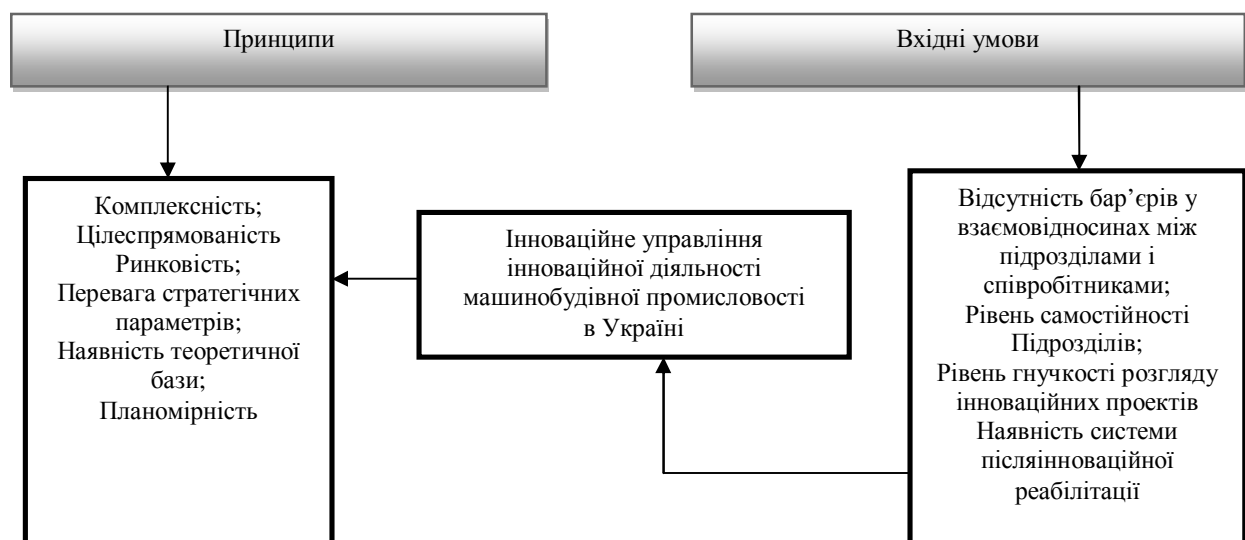 Принципи
Вхідні умови
Комплексність;
Цілеспрямованість
Ринковість;
Перевага стратегічних
параметрів;
Наявність теоретичної
бази;
Планомірність
Інноваційне управління
інноваційної діяльності
машинобудівної промисловості
в Україні
Відсутність бар’єрів у
взаємовідносинах між
підрозділами і
співробітниками;
Рівень самостійності
Підрозділів;
Рівень гнучкості розгляду
інноваційних проектів
Наявність системи
післяінноваційної
реабілітації